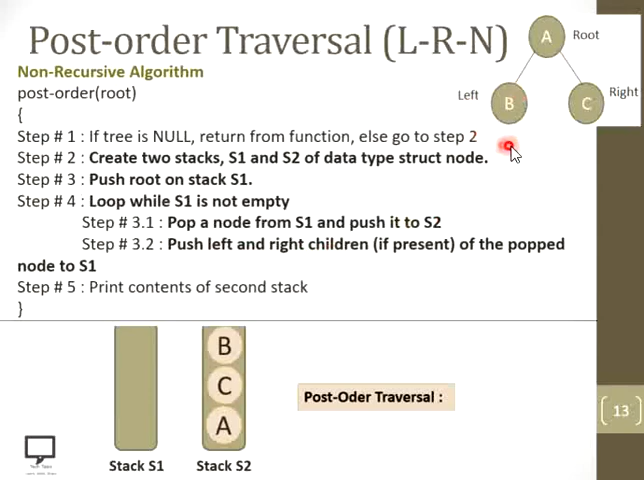 Post-order Traversal (L-R-N)
A
Root
Non-Recursive Algorithm
post-order(root)
Left
B
C
Right
{
Step # 1 : If tree is NULL, return from function, else go to step 2
Step # 2 : Create two stacks, S1 and S2 of data type struct node.
Step # 3 : Push root on stack S1.
Step # 4 : Loop while S1 is not empty
Step # 3.1 : Pop a node from S1 and push it to S2
Step # 3.2 : Push left and right children (if present) of the popped
node to S1
Step # 5 : Print contents of second stack
}
B
C
A
Post-Oder Traversal :
13
Stack S1
Stack S2